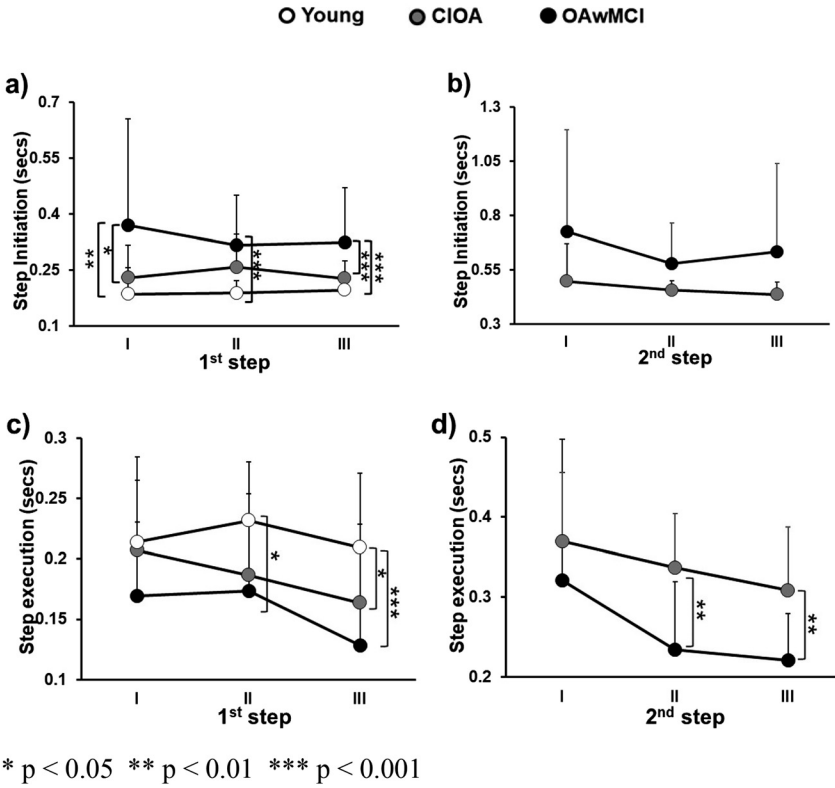 Young CIOA OAwMCI
a)
Step Initiation (secs)
0.7
0.55
0.4
0.25
0.1
**
*
***
***
***
I II III
1st step
b)
Step Initiation (secs)
1.3
1.05
0.8
0.55
0.3
I II III
2nd step
c)
Step execution (secs)
0.3
0.25
0.2
0.15
0.1
*
*
***
I II III
1st step
d)
Step execution (secs)
0.5
0.4
0.3
0.2
**
**
I II III
2nd step
* p < 0.05 ** p < 0.01 *** p < 0.001